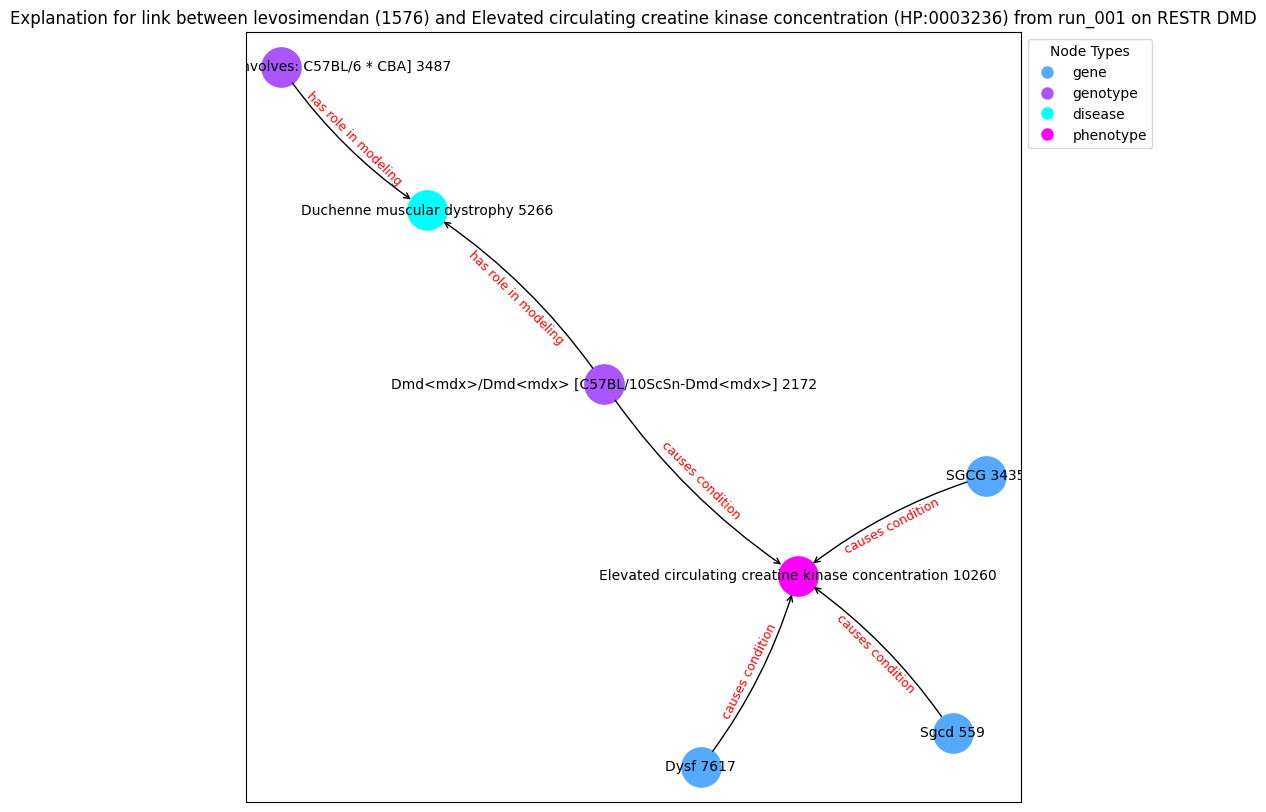 Explanation for link between levosimendan (1576) and Elevated circulating creatine kinase concentration (HP:0003236) from run_001 on RESTR DMD
Node Types
gene
genotype
disease
phenotype
nvolves: C57BL/6 * CBA] 3487
has role in modeling
Duchenne muscular dystrophy 5266
has role in modeling
Dmd<mdx>/Dmd<mdx> [C57BL/10ScSn-Dmd<mdx>] 2172
causes condition
SGCG 3435
causes condition
Elevated circulating creatine kinase concentration 10260
causes condition
causes condition
Sgcd 559
Dysf 7617